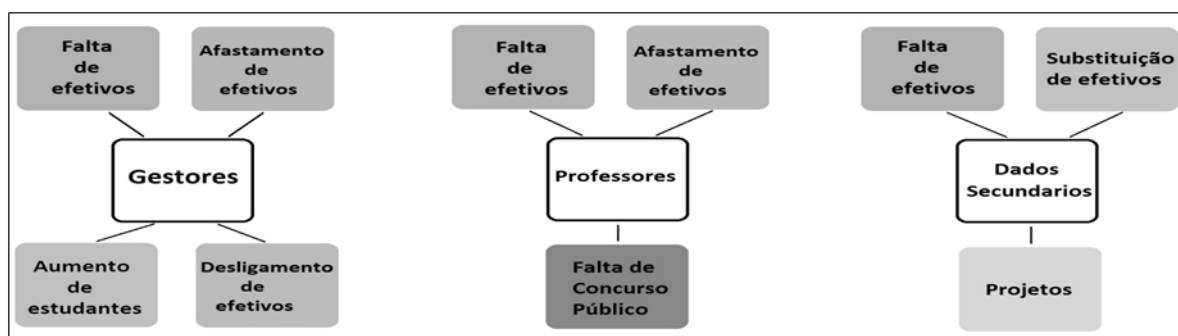 Falta
de
efetivos
Afastamento
de
efetivos
Gestores
Aumento
de
estudantes
Desligamento
de
efetivos
Falta
de
efetivos
Afastamento
de
efetivos
Professores
Falta de
Concurso
Público
Falta
de
efetivos
Substituição
de efetivos
Dados
Secundarios
Projetos